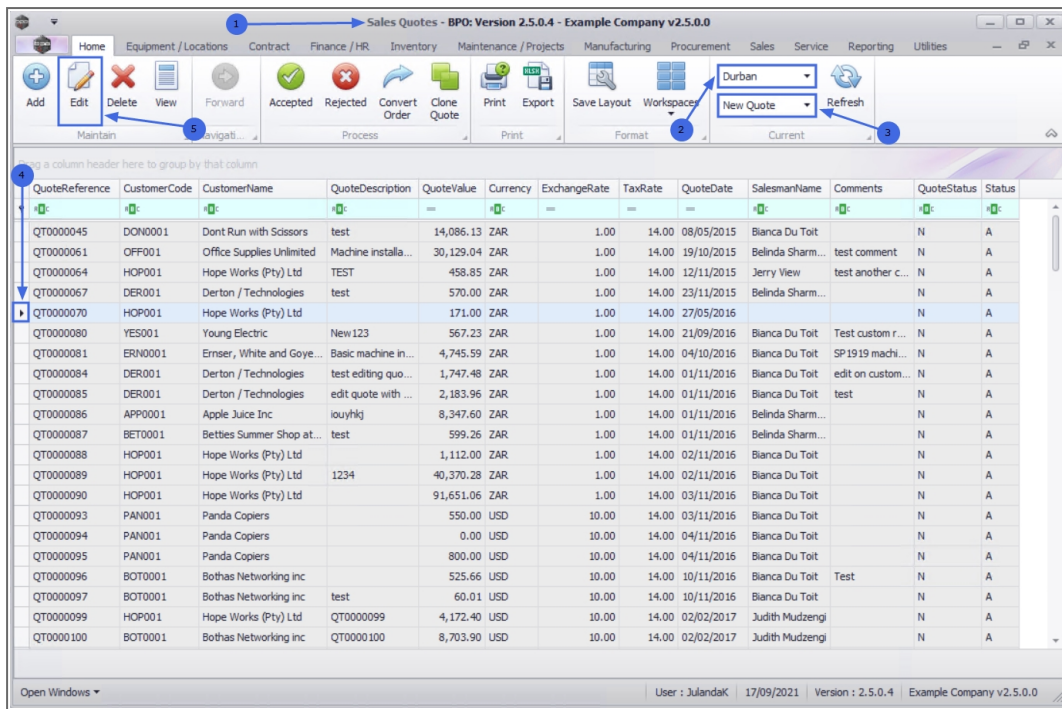 1
Sales Quotes - BPO: Version 2.5.0.4 - Example Company v2.5.0.0
Home Equipment / Locations Contract Finance / HR Inventory Maintenance / Projects Manufacturing Procurement Sales Service Reporting Utilities
Add Edit Delete View Forward Accepted Rejected Convert Order Clone Quote Print Export Save Layout Workspaces Durban New Quote Refresh
2 3 5
Maintain Navigati... Process Print Format Current
4
Drag a column header here to group by that column
QuoteReference CustomerCode CustomerName QuoteDescription QuoteValue Currency ExchangeRate TaxRate QuoteDate SalesmanName Comments QuoteStatus Status
QT0000045 DON0001 Dont Run with Scissors test 14,086.13 ZAR 1.00 14.00 08/05/2015 Bianca Du Toit N A
QT0000061 OFF001 Office Supplies Unlimited Machine installa... 30,129.04 ZAR 1.00 14.00 19/10/2015 Belinda Sharm... test comment N A
QT0000064 HOP001 Hope Works (Pty) Ltd TEST 458.85 ZAR 1.00 14.00 12/11/2015 Jerry View test another c... N A
QT0000067 DER001 Derton / Technologies test 570.00 ZAR 1.00 14.00 23/11/2015 Belinda Sharm... N A
QT0000070 HOP001 Hope Works (Pty) Ltd 171.00 ZAR 1.00 14.00 27/05/2016 N A
QT0000080 YES001 Young Electric New123 567.23 ZAR 1.00 14.00 21/09/2016 Bianca Du Toit Test custom r... N A
QT0000081 ERN0001 Ernser, White and Goye... Basic machine in... 4,745.59 ZAR 1.00 14.00 04/10/2016 Bianca Du Toit SP1919 machi... N A
QT0000084 DER001 Derton / Technologies test editing quo... 1,747.48 ZAR 1.00 14.00 01/11/2016 Bianca Du Toit edit on custom... N A
QT0000085 DER001 Derton / Technologies edit quote with ... 2,183.96 ZAR 1.00 14.00 01/11/2016 Bianca Du Toit test N A
QT0000086 APP0001 Apple Juice Inc iouyhkj 8,347.60 ZAR 1.00 14.00 01/11/2016 Belinda Sharm... N A
QT0000087 BET0001 Betties Summer Shop at... test 599.26 ZAR 1.00 14.00 01/11/2016 Belinda Sharm... N A
QT0000088 HOP001 Hope Works (Pty) Ltd 1,112.00 ZAR 1.00 14.00 02/11/2016 Bianca Du Toit N A
QT0000089 HOP001 Hope Works (Pty) Ltd 1234 40,370.28 ZAR 1.00 14.00 02/11/2016 Bianca Du Toit N A
QT0000090 HOP001 Hope Works (Pty) Ltd 91,651.06 ZAR 1.00 14.00 03/11/2016 Bianca Du Toit N A
QT0000093 PAN001 Panda Copiers 550.00 USD 10.00 14.00 03/11/2016 Bianca Du Toit N A
QT0000094 PAN001 Panda Copiers 0.00 USD 10.00 14.00 04/11/2016 Bianca Du Toit N A
QT0000095 PAN001 Panda Copiers 800.00 USD 10.00 14.00 04/11/2016 Bianca Du Toit N A
QT0000096 BOT0001 Bothas Networking inc 525.66 USD 10.00 14.00 10/11/2016 Bianca Du Toit Test N A
QT0000097 BOT0001 Bothas Networking inc test 60.01 USD 10.00 14.00 10/11/2016 Bianca Du Toit N A
QT0000099 HOP001 Hope Works (Pty) Ltd QT0000099 4,172.40 USD 10.00 14.00 02/02/2017 Judith Mudzengi N A
QT0000100 BOT0001 Bothas Networking inc QT0000100 8,703.90 USD 10.00 14.00 02/02/2017 Judith Mudzengi N A
Open Windows User : JulandaK 17/09/2021 Version : 2.5.0.4 Example Company v2.5.0.0